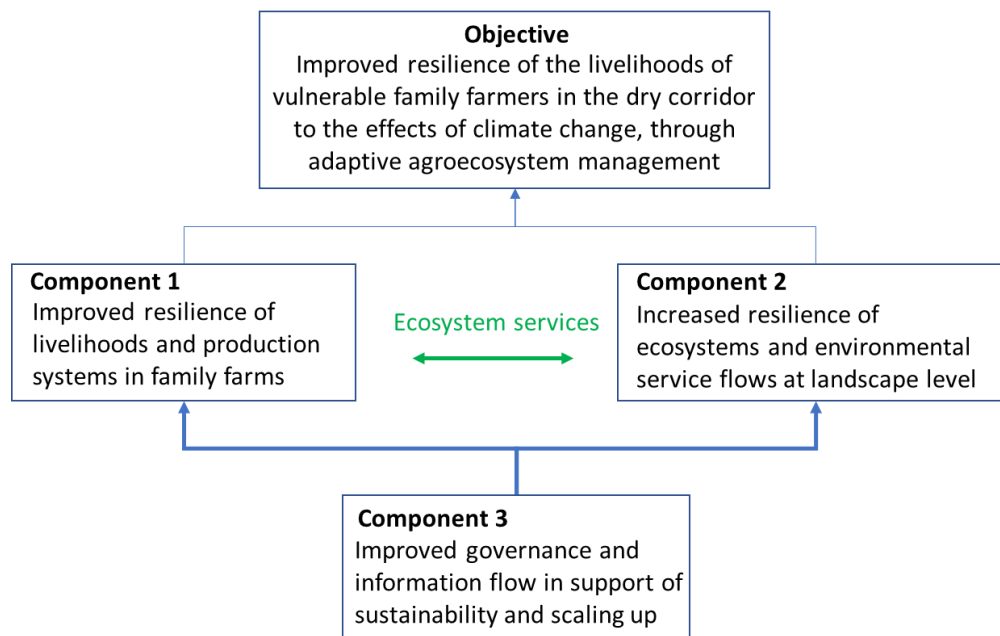 Objective
Improved resilience of the livelihoods of
vulnerable family farmers in the dry corridor
to the effects of climate change, through
adaptive agroecosystem management
Component 1
Improved resilience of
livelihoods and production
systems in family farms
Ecosystem services
Component 2
Increased resilience of
ecosystems and environmental
service flows at landscape level
Component 3
Improved governance and
information flow in support of
sustainability and scaling up